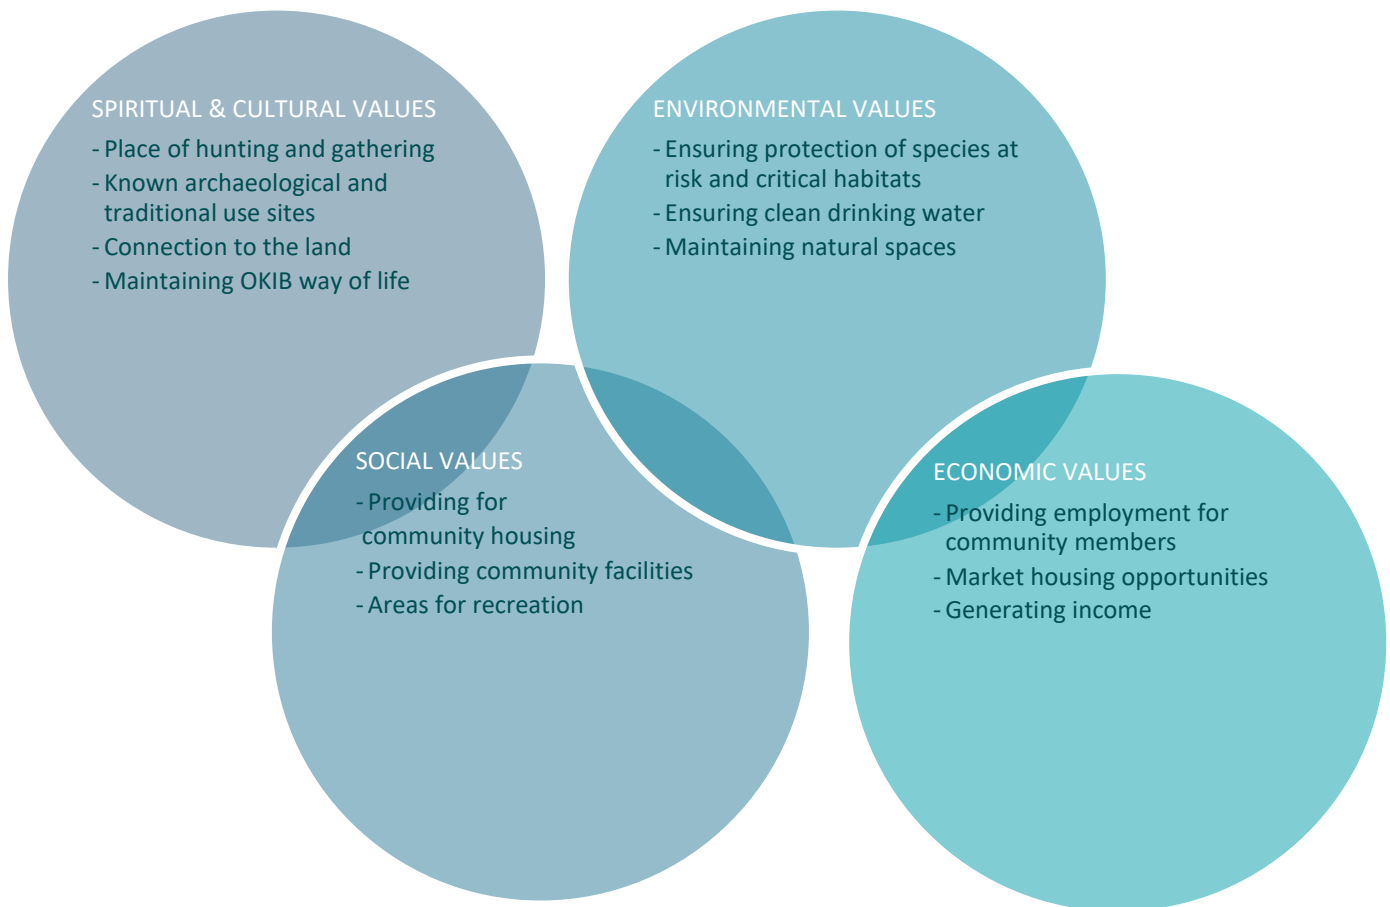 SPIRITUAL & CULTURAL VALUES
- Place of hunting and gathering
- Known archaeological and
traditional use sites
- Connection to the land
- Maintaining OKIB way of life
ENVIRONMENTAL VALUES
- Ensuring protection of species at
risk and critical habitats
- Ensuring clean drinking water
- Maintaining natural spaces
SOCIAL VALUES
- Providing for
community housing
- Providing community facilities
- Areas for recreation
ECONOMIC VALUES
- Providing employment for
community members
- Market housing opportunities
- Generating income